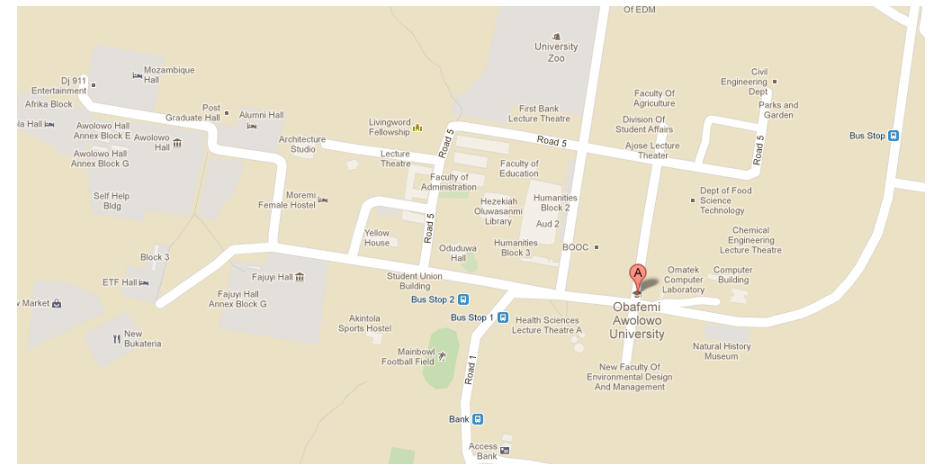 Of EDM
University
Zoo
Mozambique
Hall
Dj 911
Entertainment
Afrika Block
Post
Graduate Hall
Alumni Hall
Livingword
Fellowship
First Bank
Lecture Theatre
Faculty Of
Agriculture
Civil
Engineering
Dept
Parks and
Garden
Division Of
Student Affairs
Bus Stop
Hall
Awolowo Hall
Annex Block E
Awolowo
Hall
Architecture
Studio
Road 5
Road 5
Ajose Lecture
Theater
Road 5
Awolowo Hall
Annex Block G
Lecture
Theatre
Faculty of
Administration
Faculty of
Education
Self Help
Bldg
Moremi
Female Hostel
Hezekiah
Oluwasanmi
Library
Humanities
Block 2
Aud 2
Dept of Food
Science
Technology
Yellow
House
Road 5
Oduduwa
Hall
Humanities
Block 3
BOOC
Chemical
Engineering
Lecture Theatre
Block 3
ETF Hall
Fajuyi Hall
Fajuyi Hall
Annex Block G
Student Union
Building
Bus Stop 2
A
Omatek
Computer
Laboratory
Computer
Building
Market
New
Bukateria
Akintola
Sports Hostel
Bus Stop 1
Health Sciences
Lecture Theatre A
Obafemi
Awolowo
University
Natural History
Museum
Mainbowl
Football Field
Road 1
New Faculty Of
Environmental Design
And Management
Bank
Access
Bank